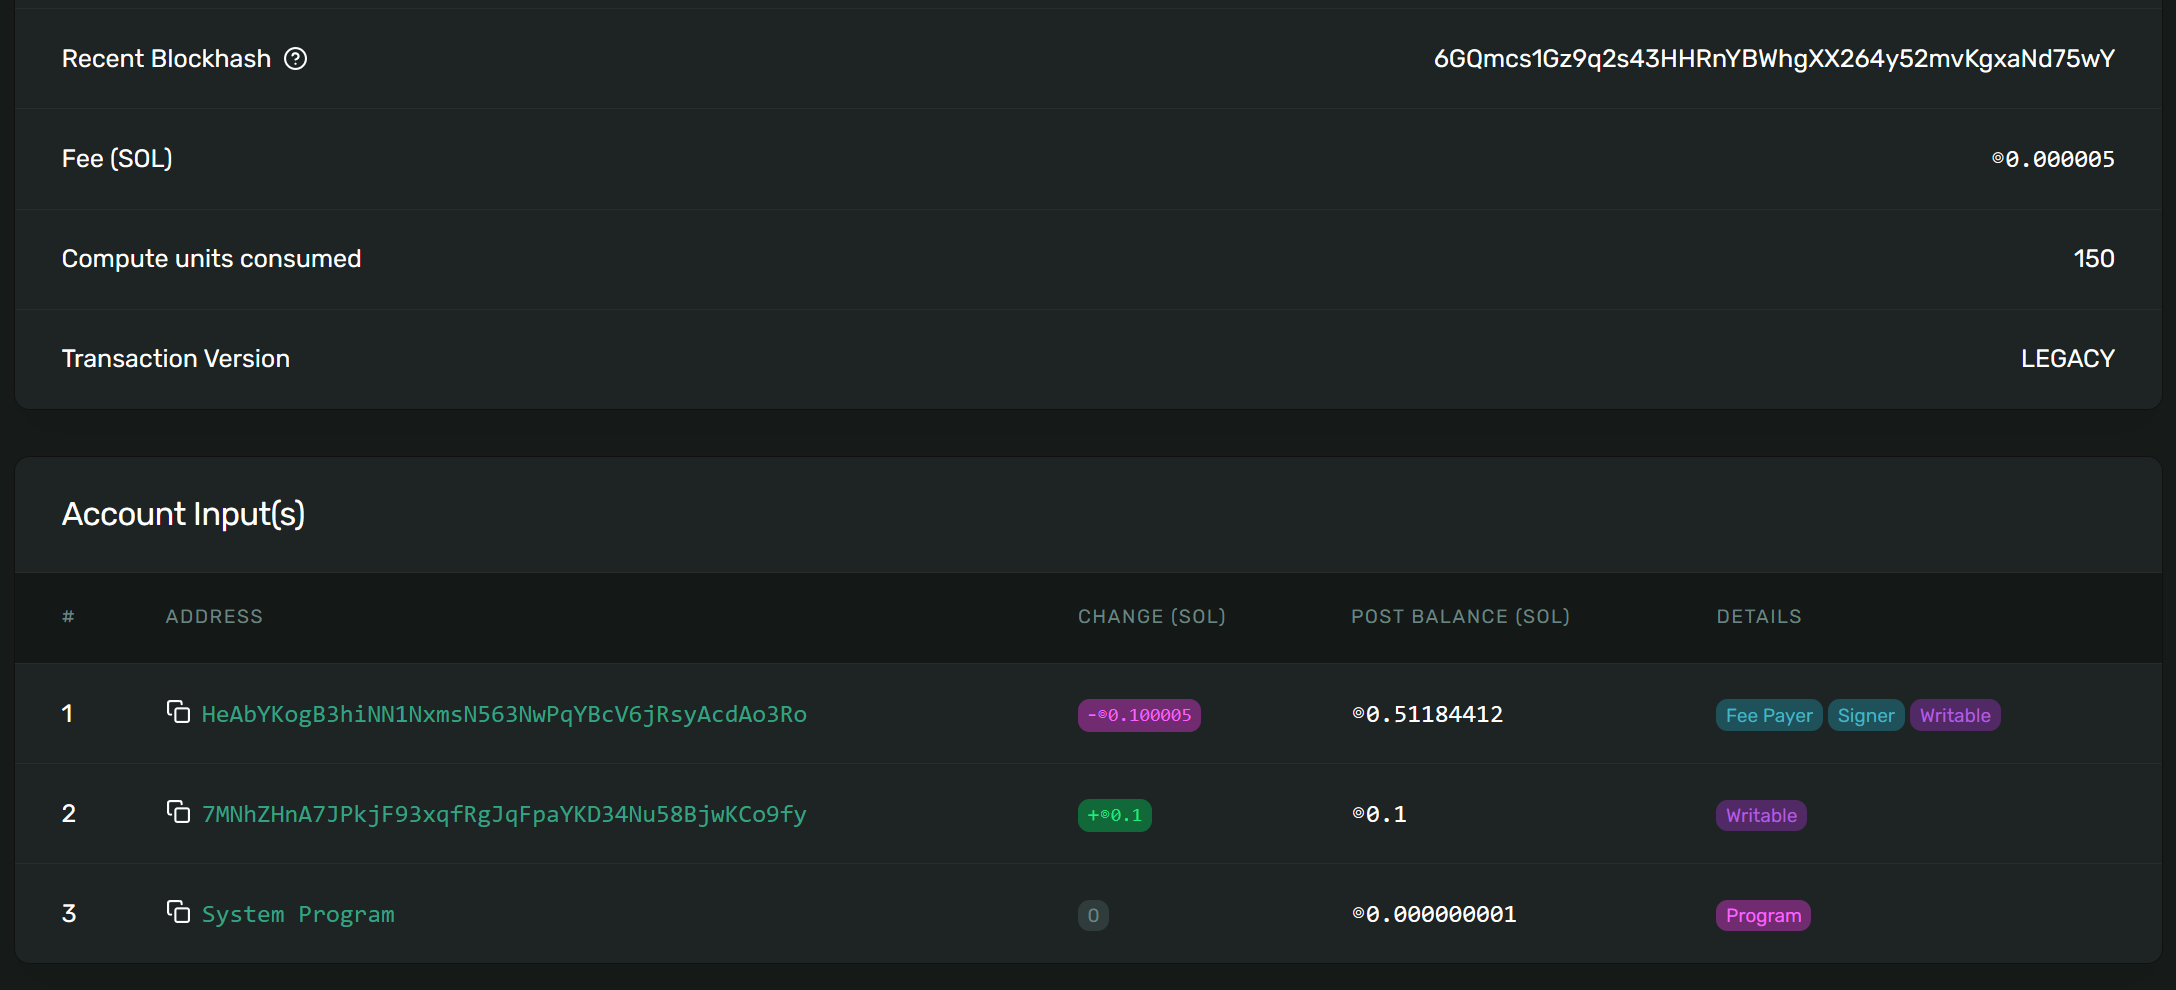 Recent Blockhash
6GQmcs1Gz9q2s43HHRnYBWhgXX264y52mvKgxaNd75wY
Fee (SOL)
◎0.000005
Compute units consumed
150
Transaction Version
LEGACY
Account Input(s)
# ADDRESS CHANGE (SOL) POST BALANCE (SOL) DETAILS
1 HeAbYKogB3hiNN1NxmsN563NwPqYBcV6jRsyAcdAo3Ro -◎0.100005 ◎0.51184412 Fee Payer Signer Writable
2 7MNhZHnA7JPkjF93xqfRgJqFpaYKD34Nu58BjwKCo9fy +◎0.1 ◎0.1 Writable
3 System Program 0 ◎0.000000001 Program